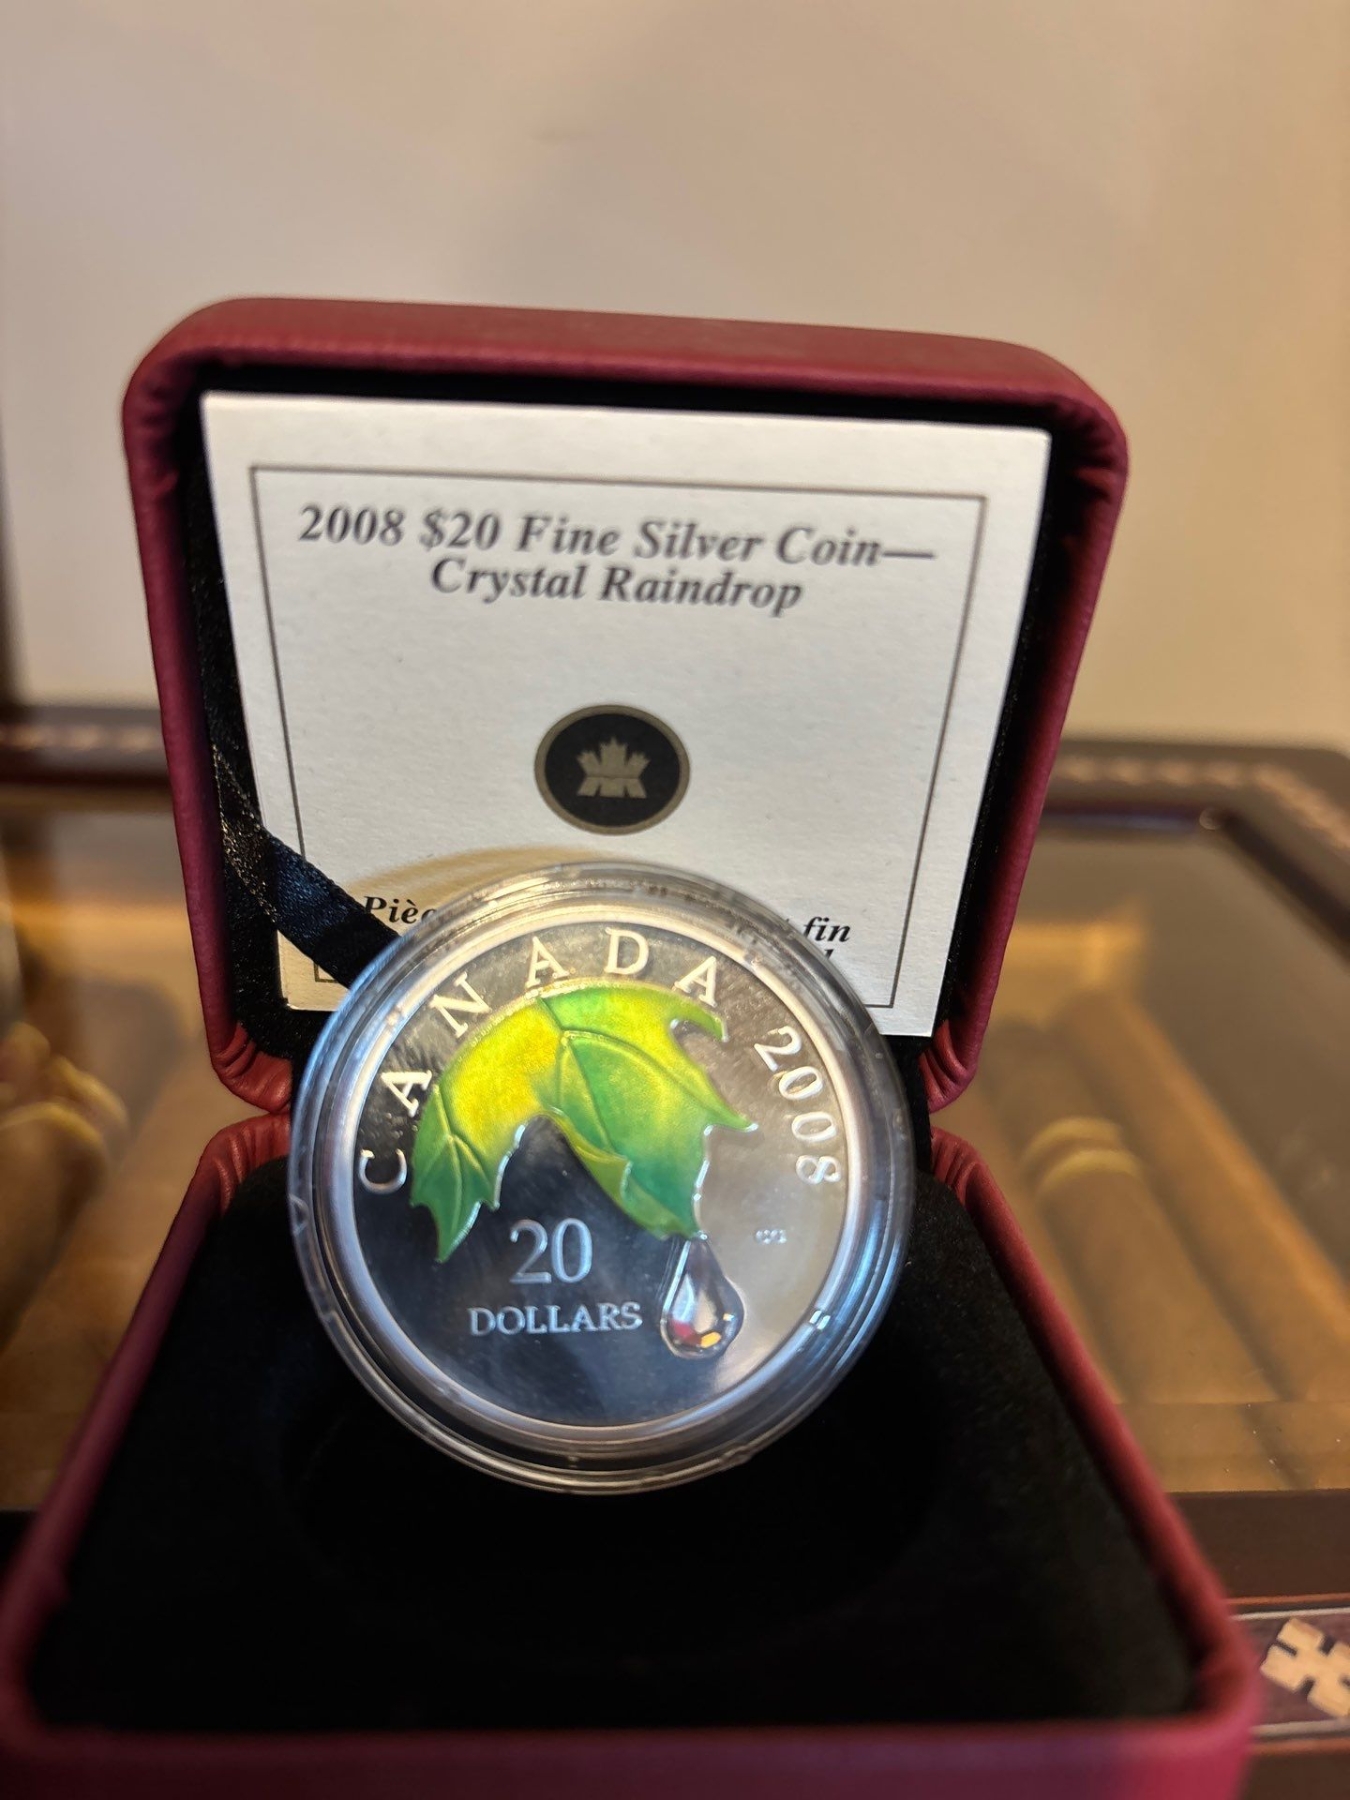 2008 $20 Fine Silver Coin—
Crystal Raindrop
fin
CANADA 2008
20
DOLLARS